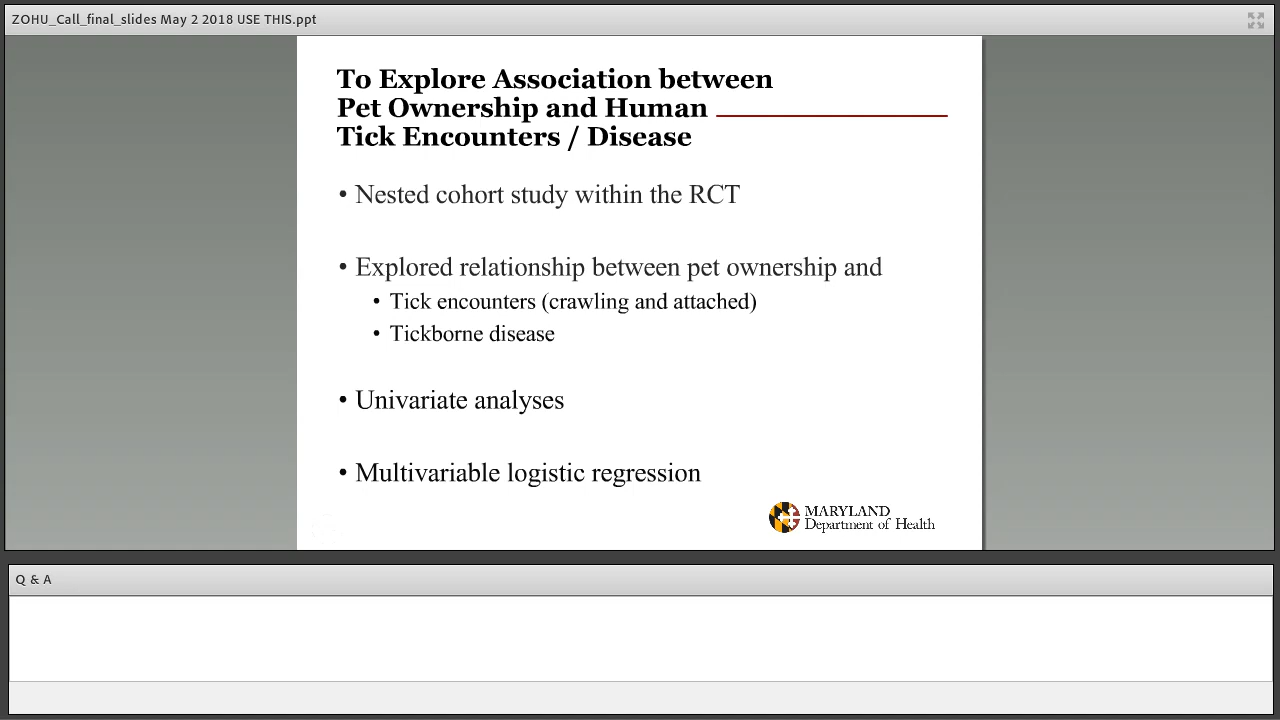 ZOHU_Call_final_slides May 2 2018 USE THIS.ppt
To Explore Association between
Pet Ownership and Human
Tick Encounters / Disease
• Nested cohort study within the RCT
• Explored relationship between pet ownership and
• Tick encounters (crawling and attached)
• Tickborne disease
• Univariate analyses
• Multivariable logistic regression
MARYLAND
Department of Health
Q & A